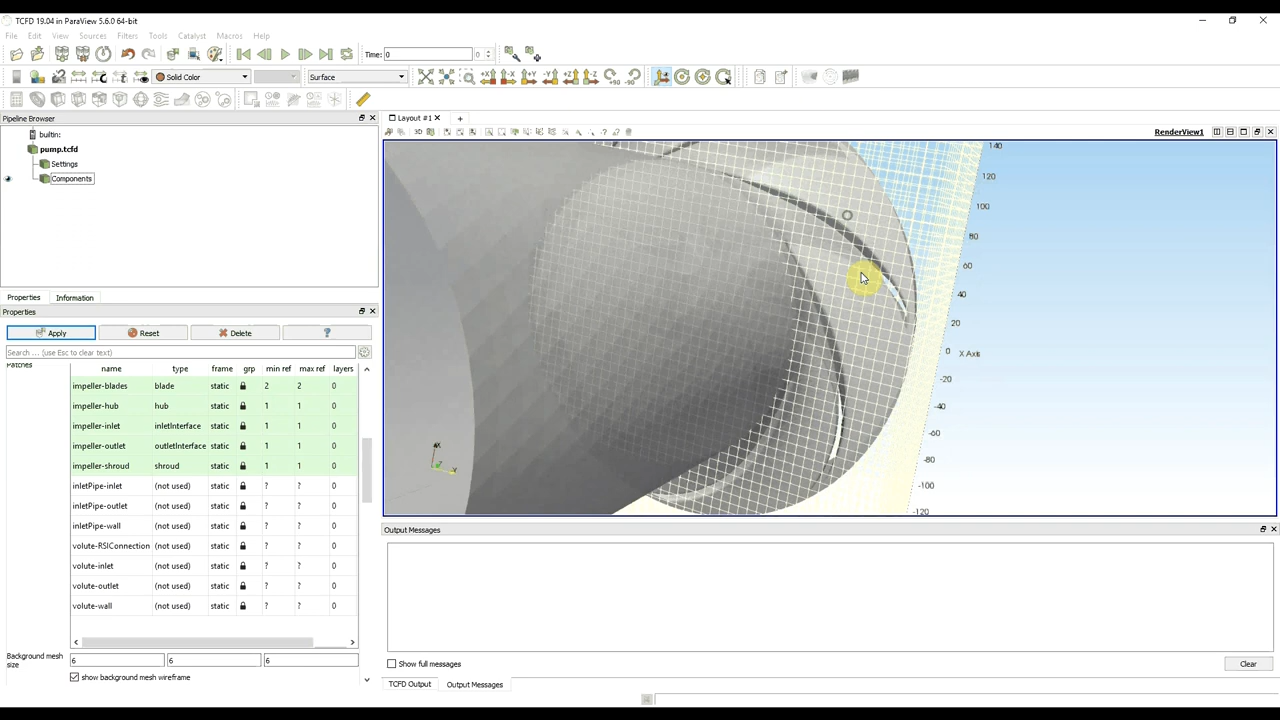 TCFD 19.04 in ParaView 5.6.0 64-bit
File Edit View Sources Filters Tools Catalyst Macros Help
Time: 0 0
Solid Color Surface
Pipeline Browser
builtin:
pump.tcfd
Settings
Components
Properties Information
Properties
Apply Reset Delete ?
Search ... (use Esc to clear text)
Patches
name type frame grp min ref max ref layers
impeller-blades blade static 2 2 0
impeller-hub hub static 1 1 0
impeller-inlet inletInterface static 1 1 0
impeller-outlet outletInterface static 1 1 0
impeller-shroud shroud static 1 1 0
inletPipe-inlet (not used) static ? ? 0
inletPipe-outlet (not used) static ? ? 0
inletPipe-wall (not used) static ? ? 0
volute-RSIConnection (not used) static ? ? 0
volute-inlet (not used) static ? ? 0
volute-outlet (not used) static ? ? 0
volute-wall (not used) static ? ? 0
Background mesh size 6 6 6
show background mesh wireframe
Layout #1
3D RenderView1
140
120
100
80
60
40
20
0 X Axis
-20
-40
-60
-80
-100
-120
X
Y
Output Messages
Show full messages Clear
TCFD Output Output Messages